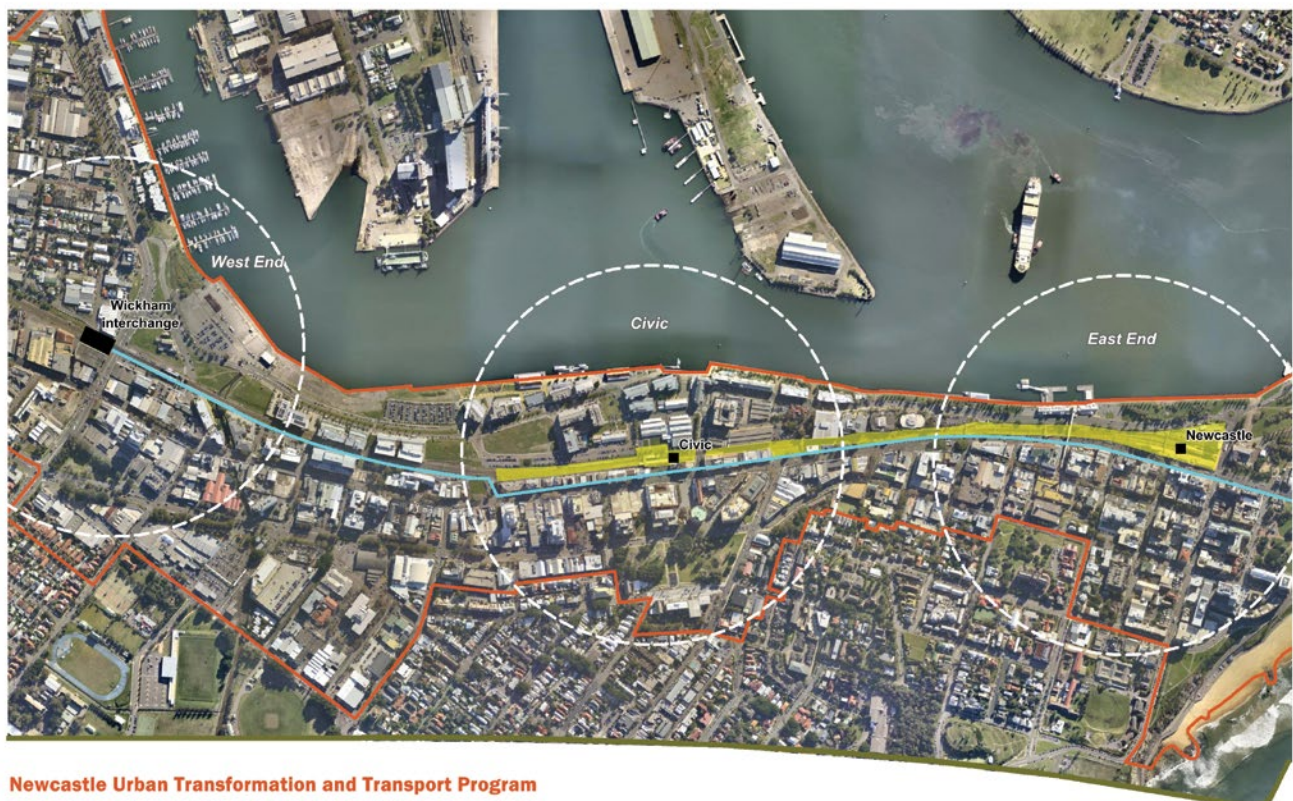 West End
Wickham
interchange
Civic
East End
Civic
Newcastle
Newcastle Urban Transformation and Transport Program